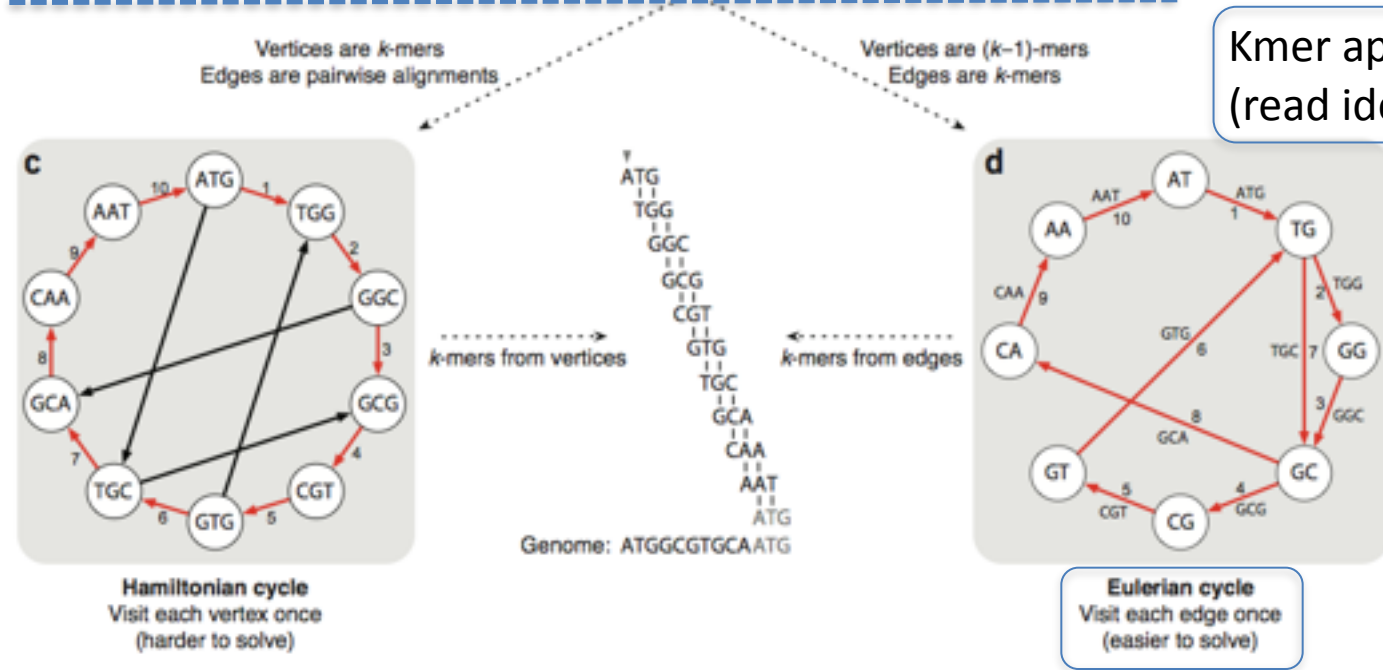 Vertices are k-mers
Edges are pairwise alignments
Vertices are (k–1)-mers
Edges are k-mers
Kmer ap
(read ide
c
ATG
1
TGG
2
GGC
3
GCG
4
CGT
5
GTG
6
TGC
7
GCA
8
CAA
9
AAT
10
k-mers from vertices
ATG
TGG
GGC
GCG
CGT
GTG
TGC
GCA
CAA
AAT
ATG
Genome: ATGGCGTGCAATG
k-mers from edges
d
AT
ATG
1
TG
TGG
2
GG
GGC
3
GC
GCG
4
CG
CGT
5
GT
GTG
6
TGC 7
GCA
8
CA
CAA
9
AA
AAT
10
Hamiltonian cycle
Visit each vertex once
(harder to solve)
Eulerian cycle
Visit each edge once
(easier to solve)